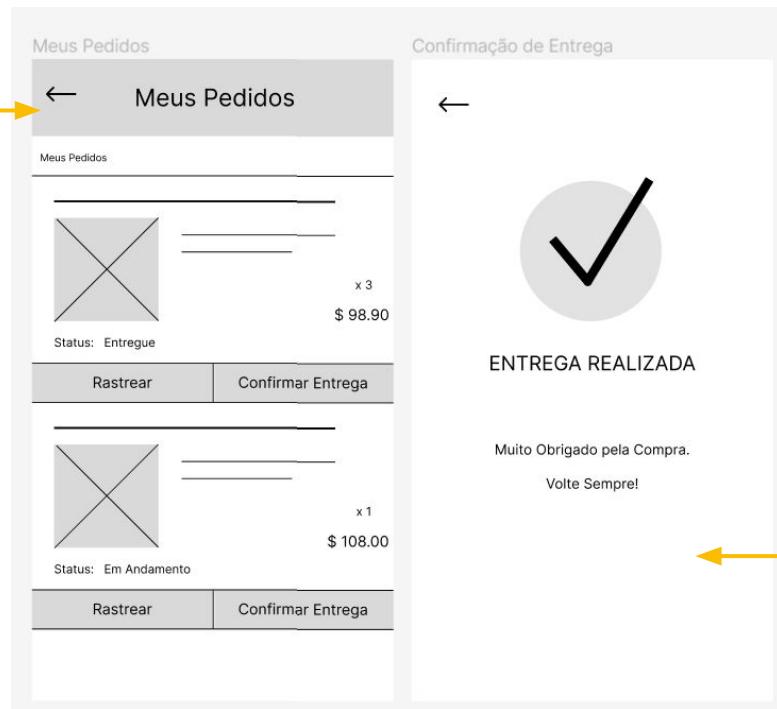 Meus Pedidos
Meus Pedidos
Meus Pedidos
x 3
$ 98.90
Status: Entregue
Rastrear Confirmar Entrega
x 1
$ 108.00
Status: Em Andamento
Rastrear Confirmar Entrega
Confirmação de Entrega
ENTREGA REALIZADA
Muito Obrigado pela Compra.
Volte Sempre!